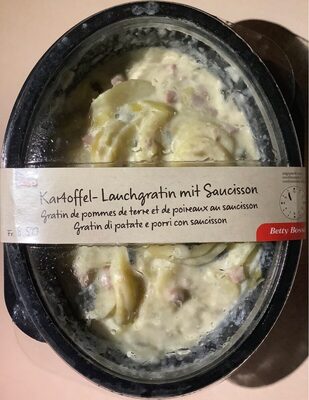 Kartoffel-Lauchgratin mit Saucisson
Gratin de pommes de terre et de poireaux au saucisson
Gratin di patate e porri con saucisson
Fr.
Betty Bossi